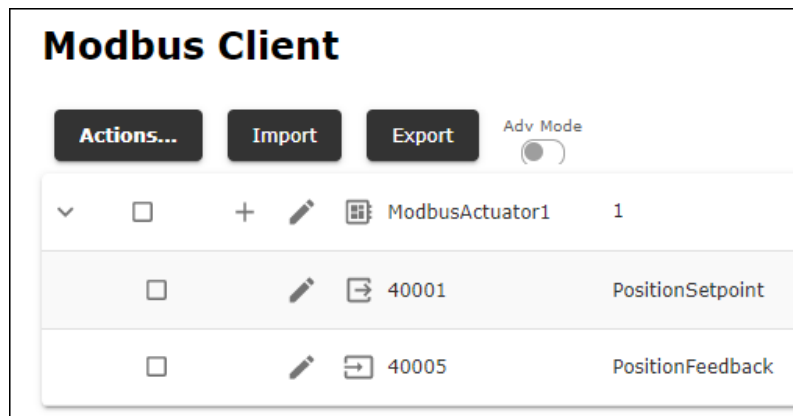 Modbus Client
Actions... Import Export Adv Mode
ModbusActuator1 1
40001 PositionSetpoint
40005 PositionFeedback